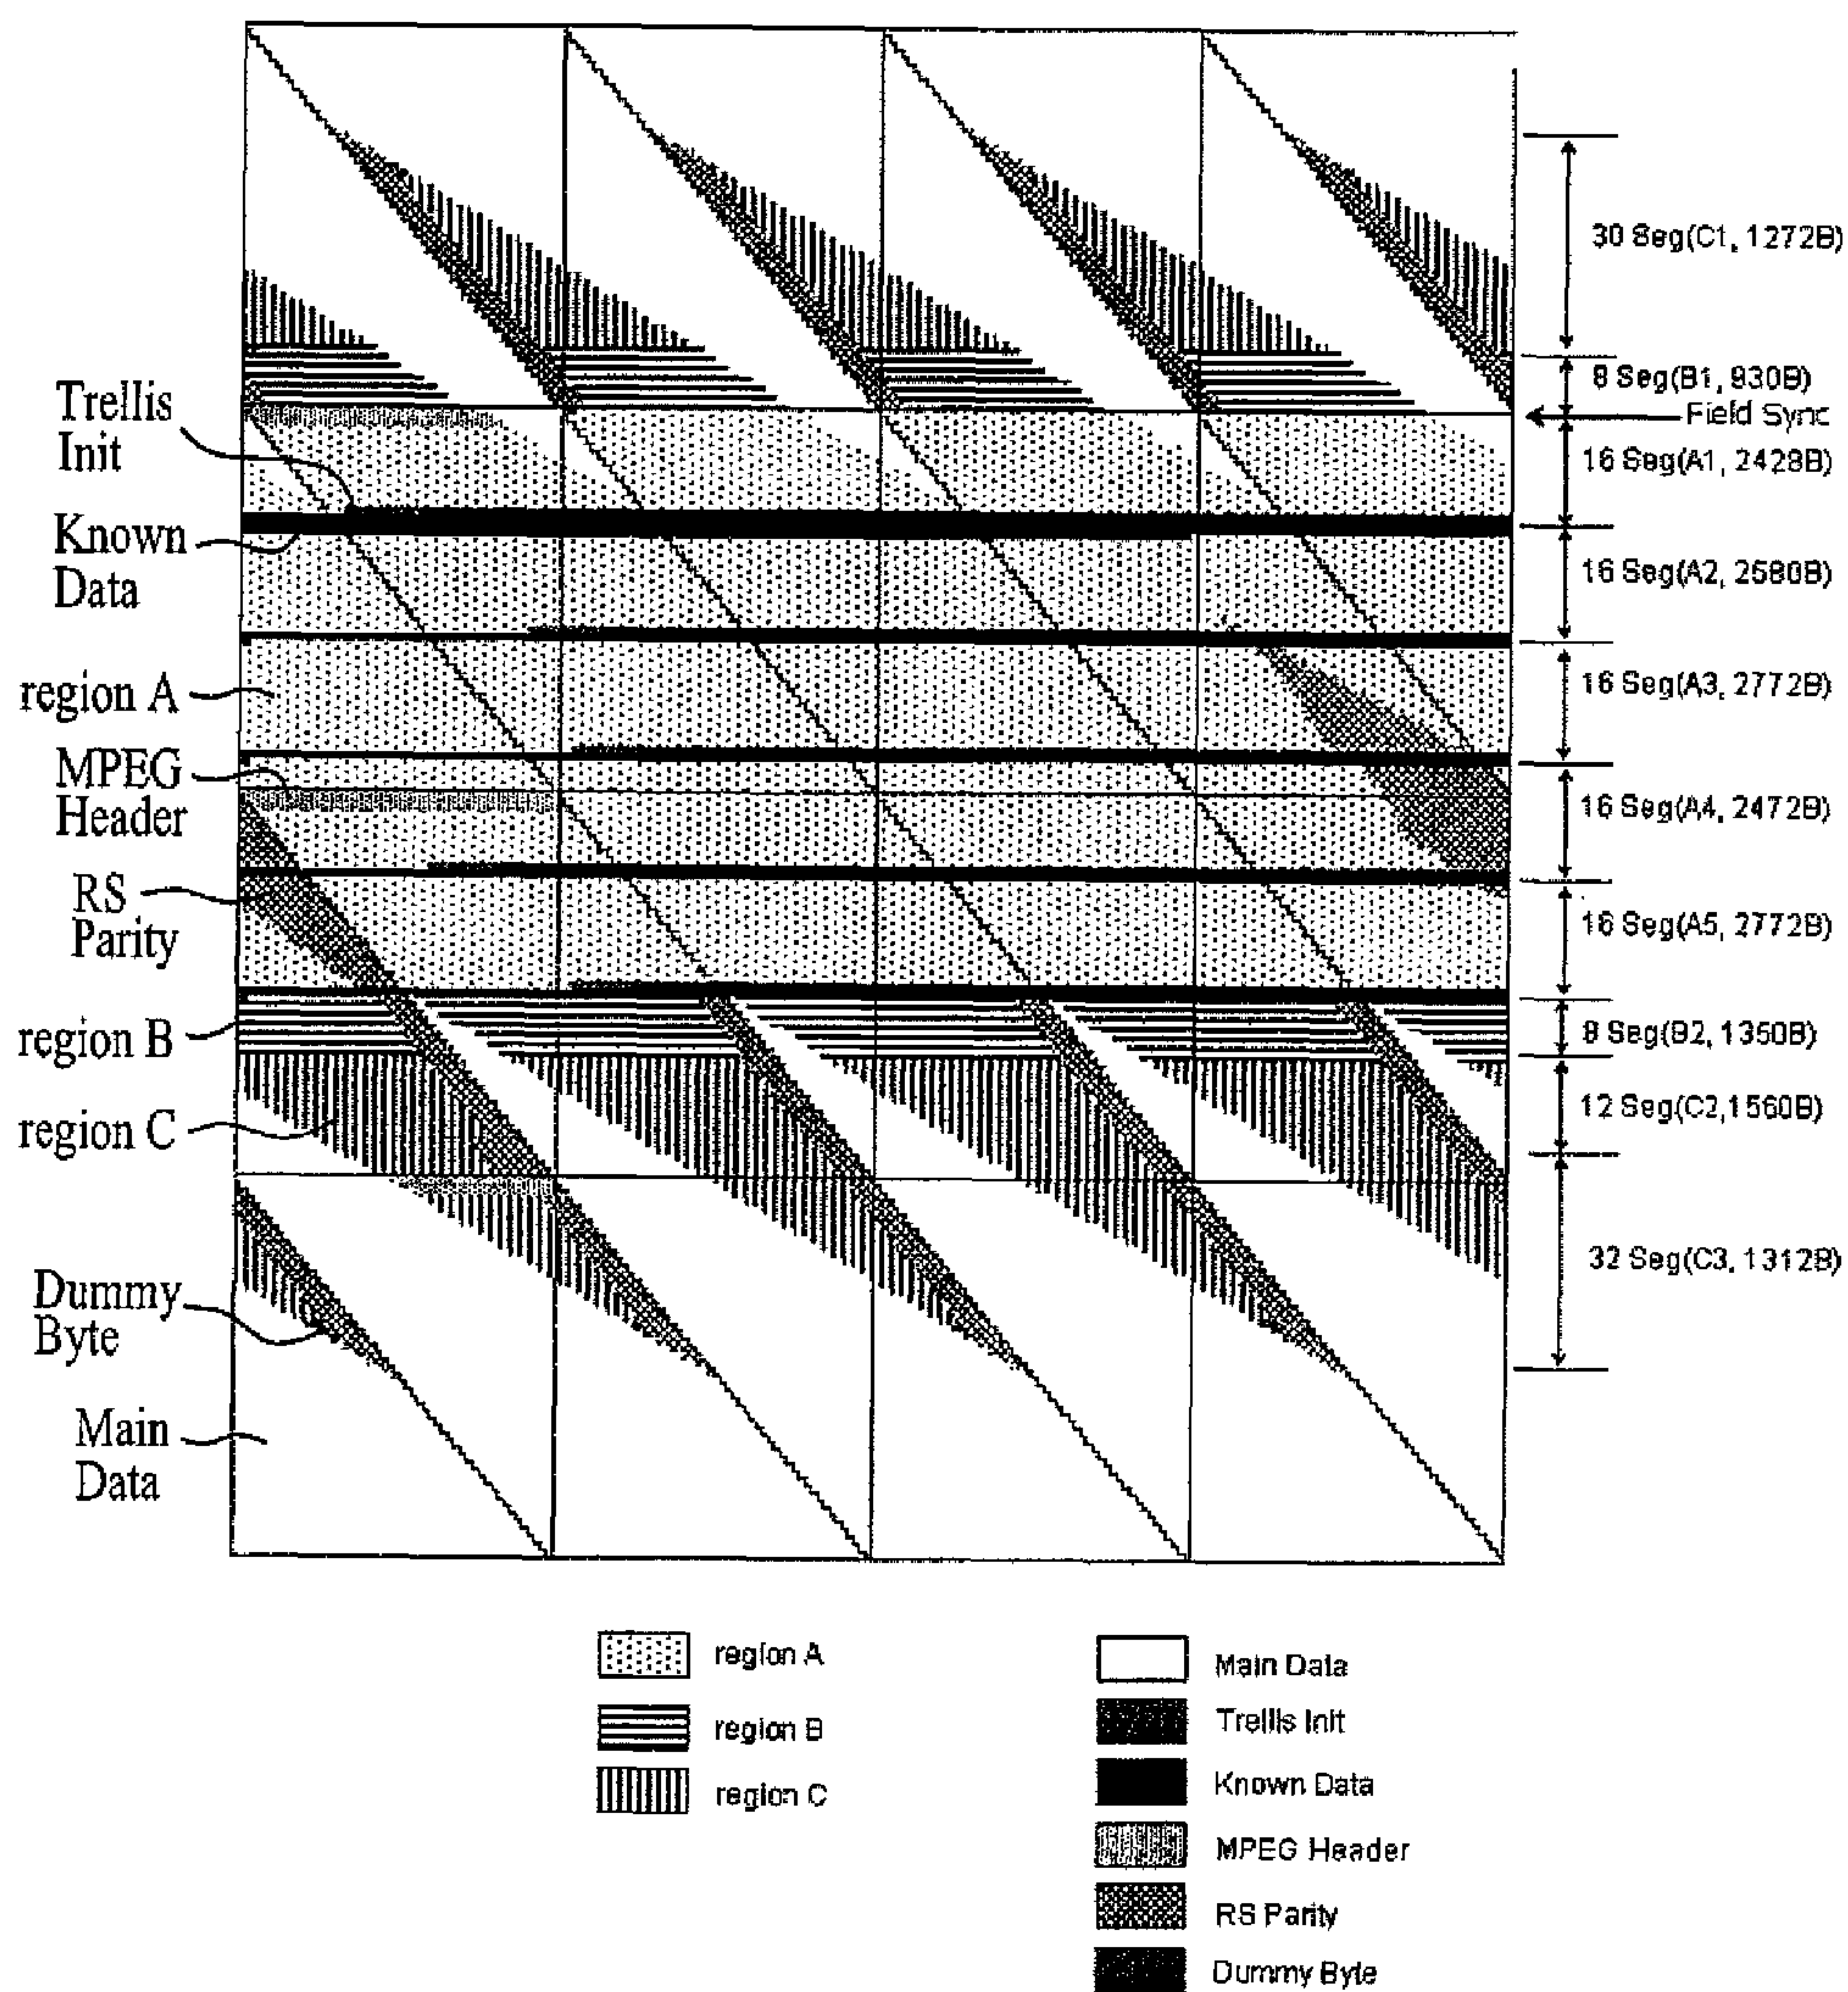 30 Seg(C1, 1272B)
8 Seg(B1, 930B)
Field Sync
Trellis
Init
16 Seg(A1, 2428B)
Known
Data
16 Seg(A2, 2580B)
region A
16 Seg(A3, 2772B)
MPEG
Header
16 Seg(A4, 2472B)
RS
Parity
16 Seg(A5, 2772B)
region B
8 Seg(B2, 1350B)
region C
12 Seg(C2,1560B)
32 Seg(C3, 1312B)
Dummy
Byte
Main
Data
region A
region B
region C
Main Data
Trellis Init
Known Data
MPEG Header
RS Parity
Dummy Byte